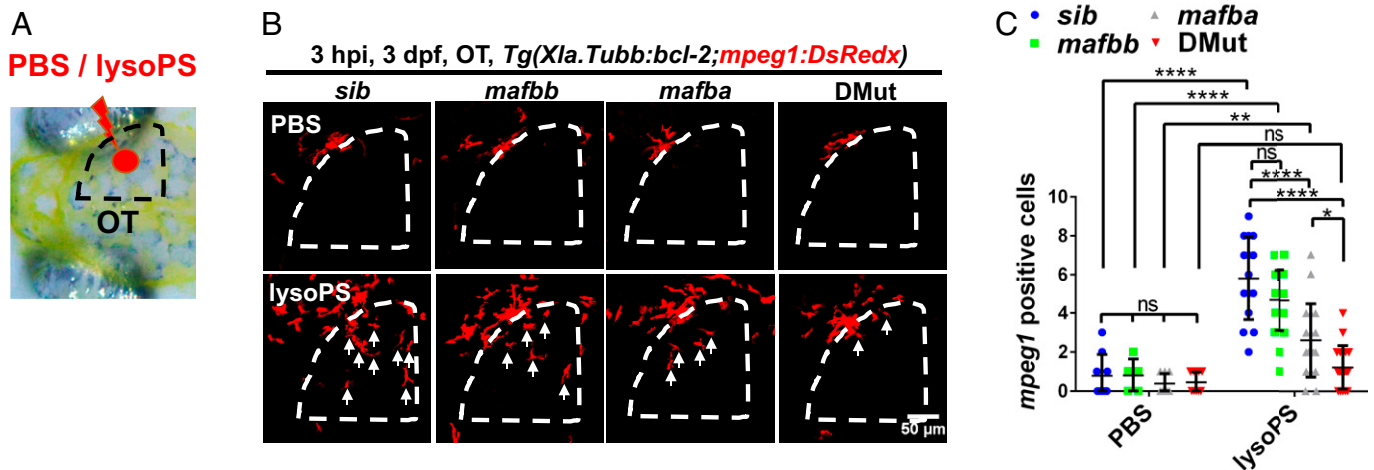 A
PBS / lysoPS
OT
B
3 hpi, 3 dpf, OT, Tg(Xla.Tubb:bcl-2;mpeg1:DsRedx)
sib mafbb mafba DMut
PBS
lysoPS
50 µm
C
sib mafba
mafbb DMut
****
****
**
ns
ns
****
****
*
ns
mpeg1 positive cells
10
8
6
4
2
0
PBS lysoPS